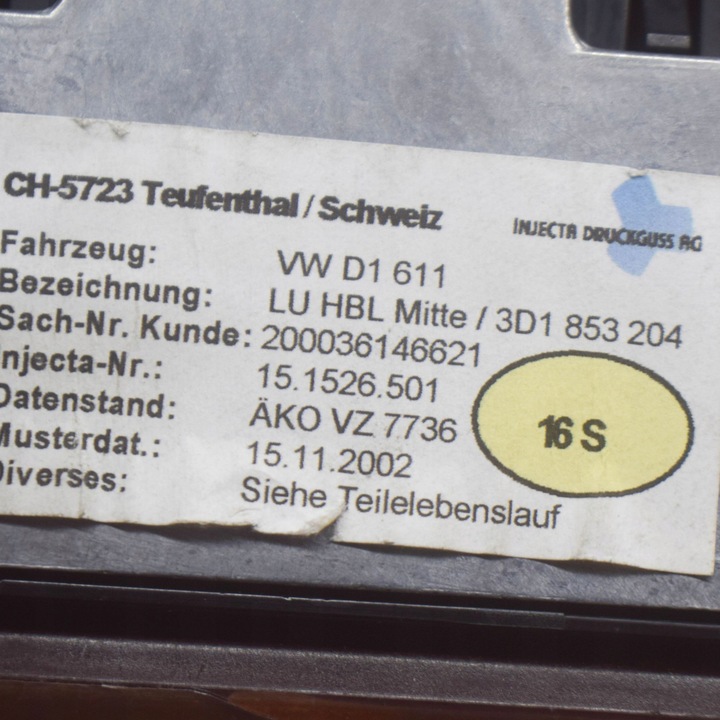 CH-5723 Teufenthal / Schweiz
INJECTA DRUCKGUSS AG
Fahrzeug: VW D1 611
Bezeichnung: LU HBL Mitte / 3D1 853 204
Sach-Nr. Kunde: 200036146621
njecta-Nr.: 15.1526.501
Datenstand: ÄKO VZ 7736
Musterdat.: 15.11.2002
Diverses: Siehe Teilelebenslauf
16 S